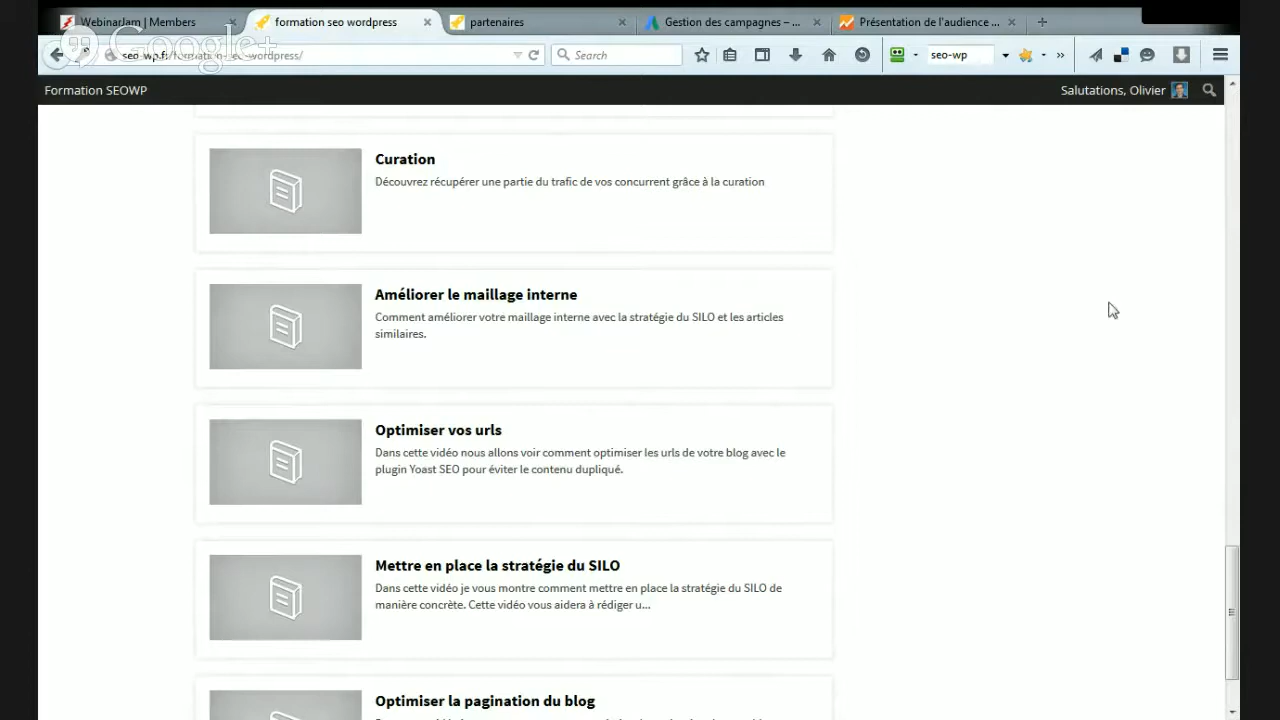 WebinarJam | Members
formation seo wordpress
partenaires
Gestion des campagnes – ...
Présentation de l'audience ...
Google+
Search
seo-wp
Formation SEOWP
Salutations, Olivier
Curation
Découvrez récupérer une partie du trafic de vos concurrent grâce à la curation
Améliorer le maillage interne
Comment améliorer votre maillage interne avec la stratégie du SILO et les articles
similaires.
Optimiser vos urls
Dans cette vidéo nous allons voir comment optimiser les urls de votre blog avec le
plugin Yoast SEO pour éviter le contenu dupliqué.
Mettre en place la stratégie du SILO
Dans cette vidéo je vous montre comment mettre en place la stratégie du SILO de
manière concrète. Cette vidéo vous aidera à rédiger u...
Optimiser la pagination du blog